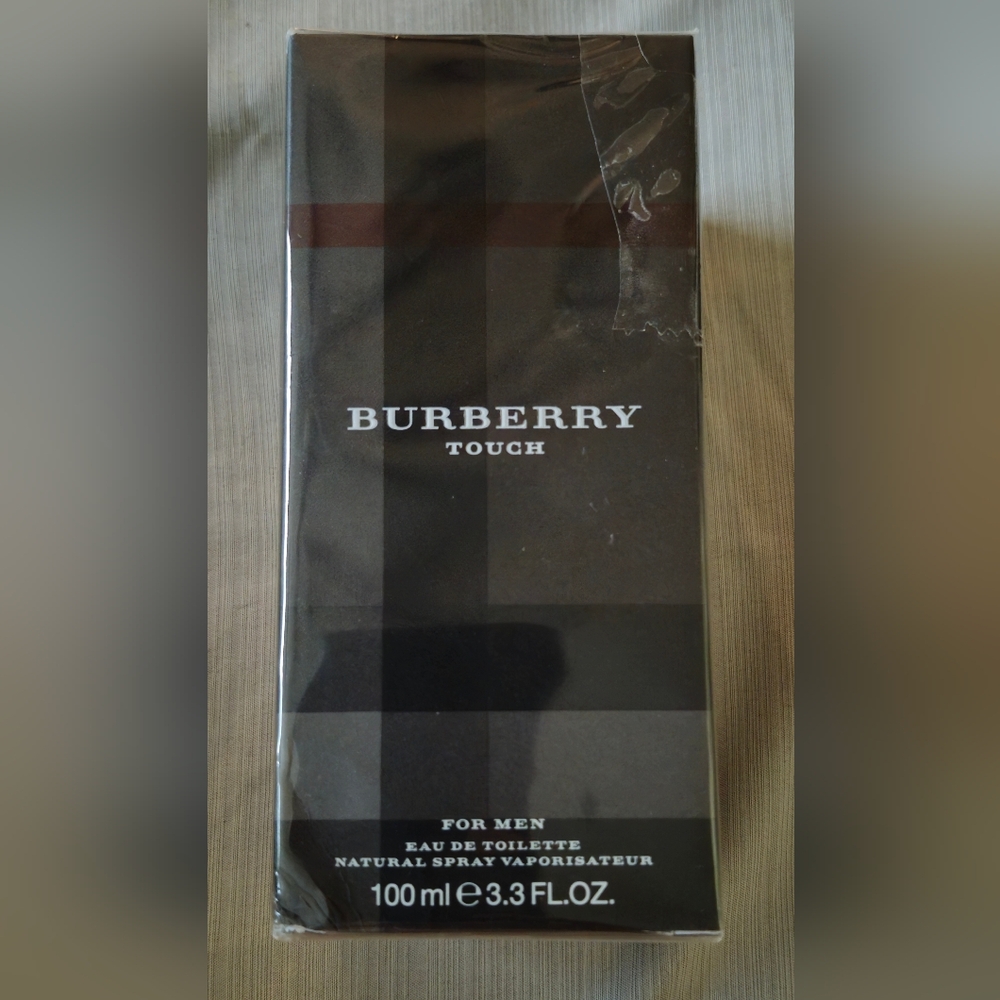 BURBERRY
TOUCH
FOR MEN
EAU DE TOILETTE
NATURAL SPRAY VAPORISATEUR
100 ml ℮ 3.3 FL.OZ.